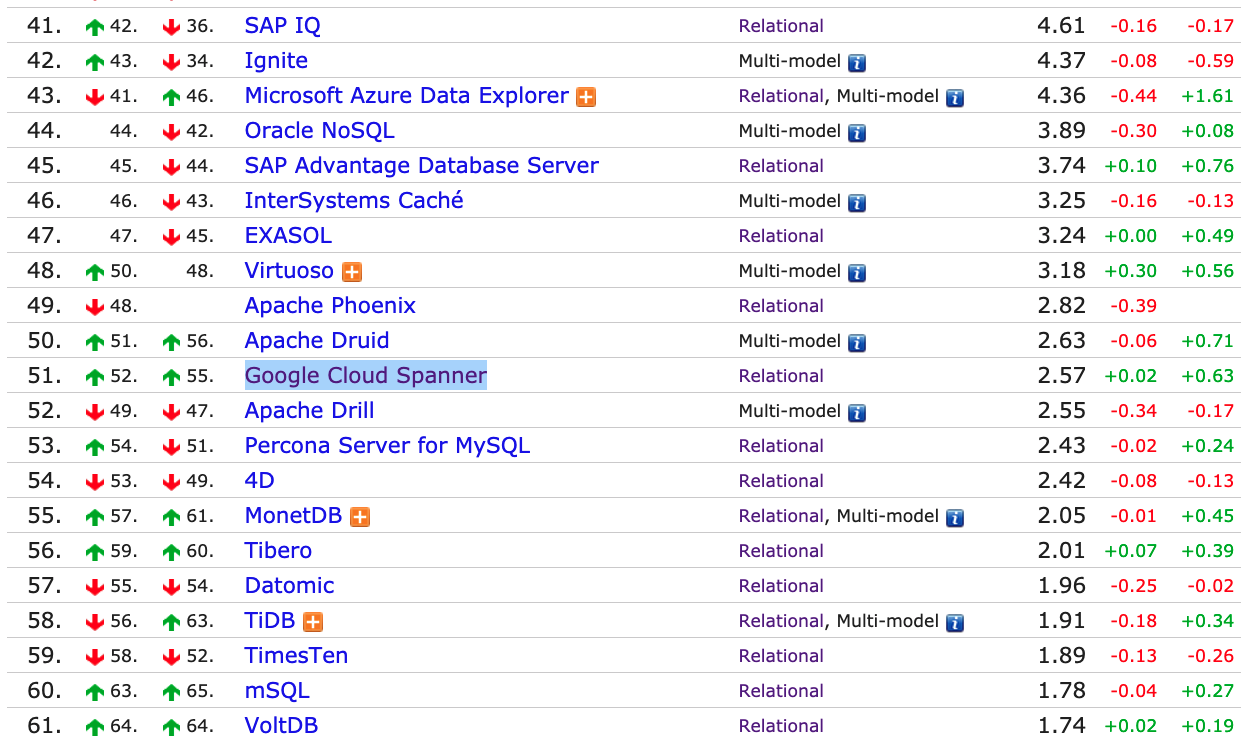 41. 42. 36. SAP IQ Relational 4.61 -0.16 -0.17
42. 43. 34. Ignite Multi-model 4.37 -0.08 -0.59
43. 41. 46. Microsoft Azure Data Explorer Relational, Multi-model 4.36 -0.44 +1.61
44. 44. 42. Oracle NoSQL Multi-model 3.89 -0.30 +0.08
45. 45. 44. SAP Advantage Database Server Relational 3.74 +0.10 +0.76
46. 46. 43. InterSystems Caché Multi-model 3.25 -0.16 -0.13
47. 47. 45. EXASOL Relational 3.24 +0.00 +0.49
48. 50. 48. Virtuoso Multi-model 3.18 +0.30 +0.56
49. 48. Apache Phoenix Relational 2.82 -0.39
50. 51. 56. Apache Druid Multi-model 2.63 -0.06 +0.71
51. 52. 55. Google Cloud Spanner Relational 2.57 +0.02 +0.63
52. 49. 47. Apache Drill Multi-model 2.55 -0.34 -0.17
53. 54. 51. Percona Server for MySQL Relational 2.43 -0.02 +0.24
54. 53. 49. 4D Relational 2.42 -0.08 -0.13
55. 57. 61. MonetDB Relational, Multi-model 2.05 -0.01 +0.45
56. 59. 60. Tibero Relational 2.01 +0.07 +0.39
57. 55. 54. Datomic Relational 1.96 -0.25 -0.02
58. 56. 63. TiDB Relational, Multi-model 1.91 -0.18 +0.34
59. 58. 52. TimesTen Relational 1.89 -0.13 -0.26
60. 63. 65. mSQL Relational 1.78 -0.04 +0.27
61. 64. 64. VoltDB Relational 1.74 +0.02 +0.19